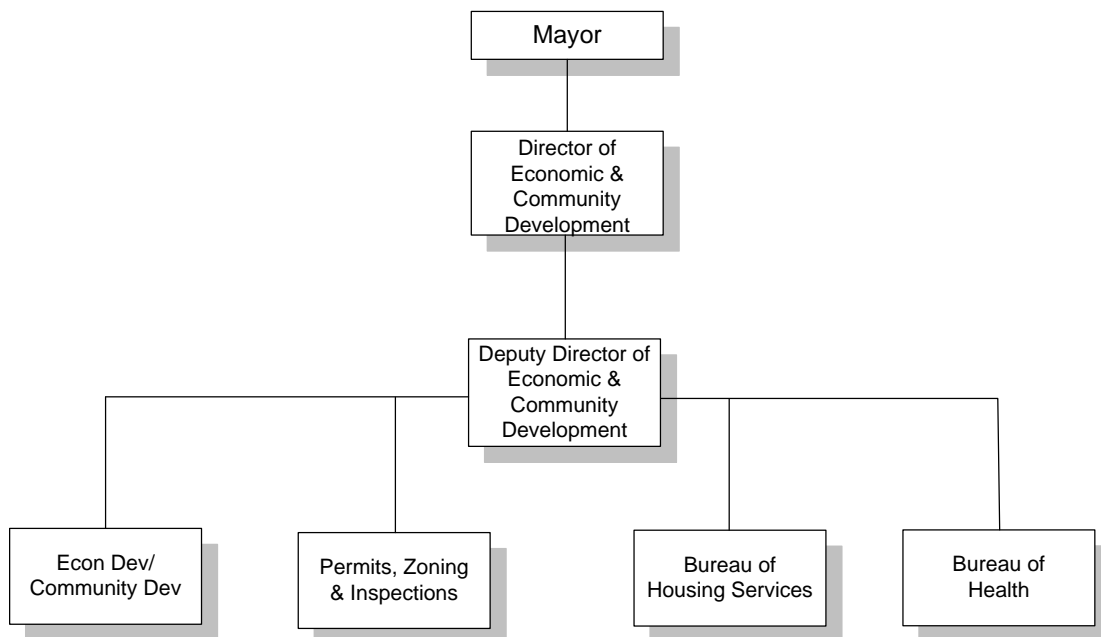 Mayor
Director of
Economic &
Community
Development
Deputy Director of
Economic &
Community
Development
Econ Dev/
Community Dev
Permits, Zoning
& Inspections
Bureau of
Housing Services
Bureau of
Health